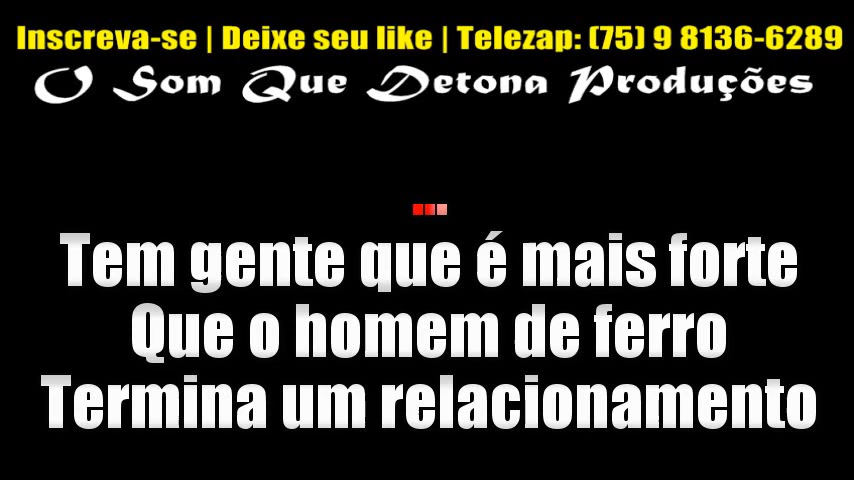 Inscreva-se | Deixe seu like | Telezap: (75) 9 8136-6289
O Som Que Detona Produções
Tem gente que é mais forte
Que o homem de ferro
Termina um relacionamento